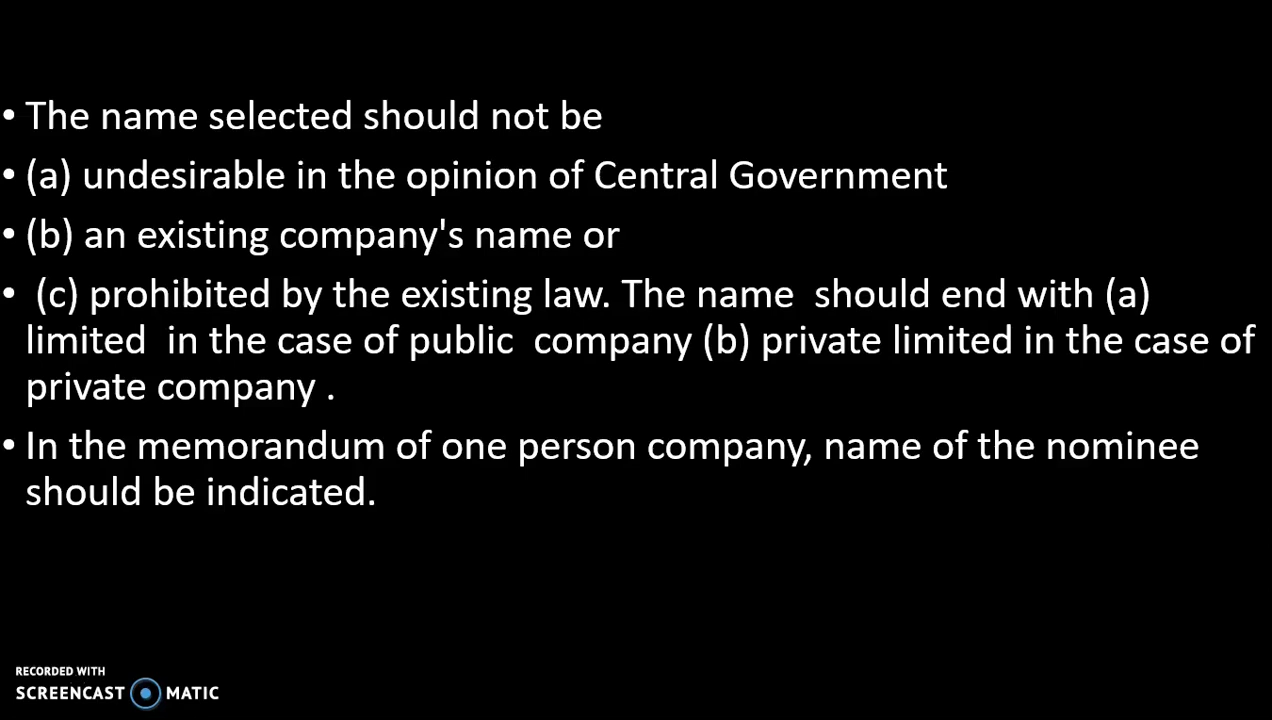 • The name selected should not be
• (a) undesirable in the opinion of Central Government
• (b) an existing company's name or
• (c) prohibited by the existing law. The name should end with (a)
limited in the case of public company (b) private limited in the case of
private company .
• In the memorandum of one person company, name of the nominee
should be indicated.
RECORDED WITH
SCREENCAST MATIC